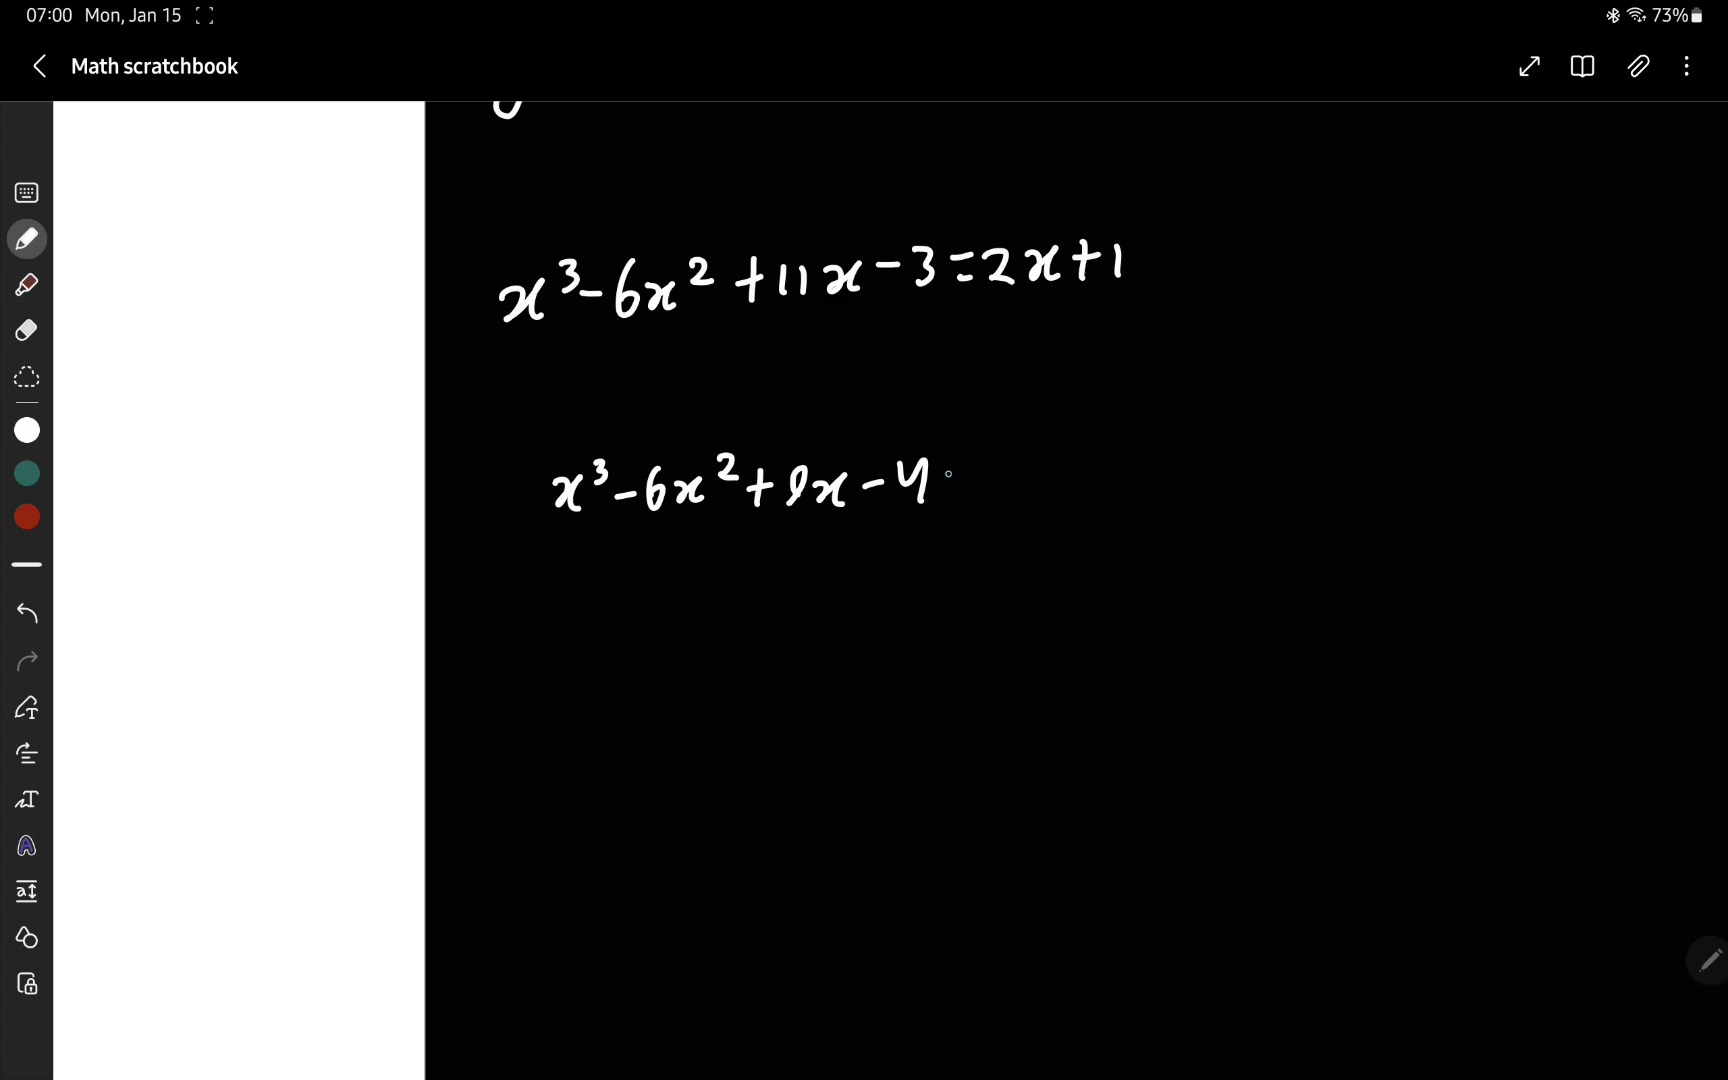 07:00 Mon, Jan 15 73%
Math scratchbook
x³-6x²+11x-3=2x+1
x³-6x²+9x-4